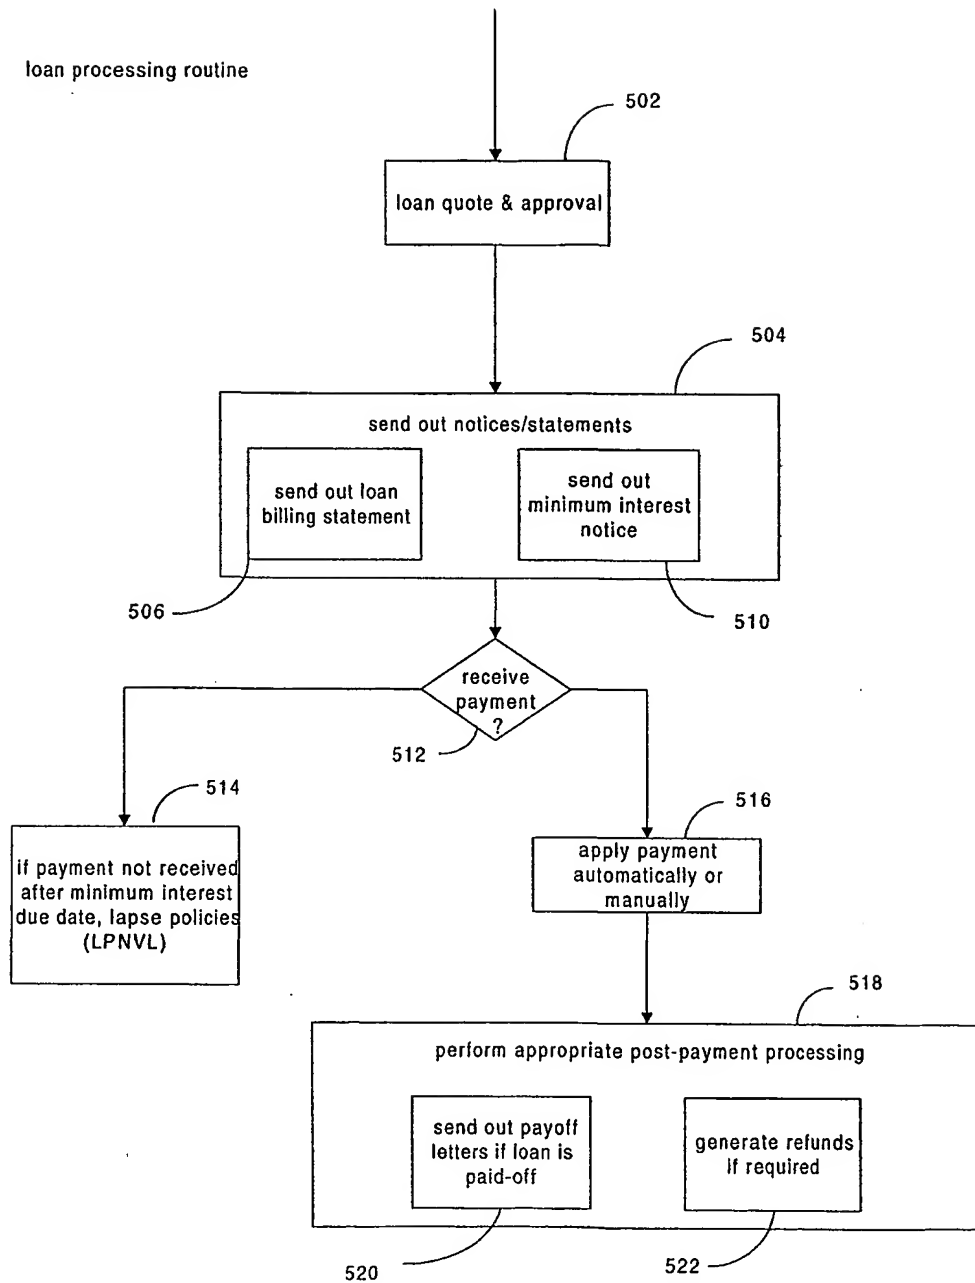 loan processing routine
502
loan quote & approval
504
send out notices/statements
send out loan
billing statement
send out
minimum interest
notice
506
510
receive
payment
?
512
514
516
if payment not received
after minimum interest
due date, lapse policies
(LPNVL)
apply payment
automatically or
manually
518
perform appropriate post-payment processing
send out payoff
letters if loan is
paid-off
generate refunds
if required
520
522